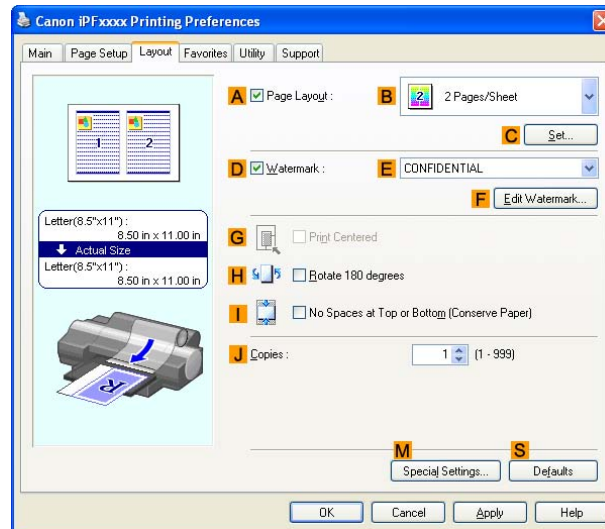 Canon iPFxxxx Printing Preferences
Main Page Setup Layout Favorites Utility Support
A Page Layout : B 2 2 Pages/Sheet
C Set...
1 2
D Watermark : E CONFIDENTIAL
F Edit Watermark...
Letter(8.5"x11") :
8.50 in x 11.00 in
Actual Size
Letter(8.5"x11") :
8.50 in x 11.00 in
G Print Centered
H Rotate 180 degrees
I No Spaces at Top or Bottom (Conserve Paper)
R
J Copies : 1 (1 - 999)
M S
Special Settings... Defaults
OK Cancel Apply Help